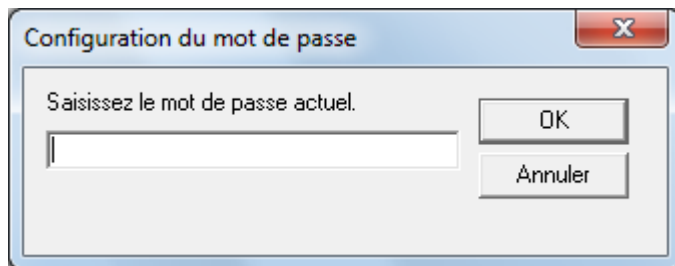 Configuration du mot de passe
Saisissez le mot de passe actuel.
OK
Annuler